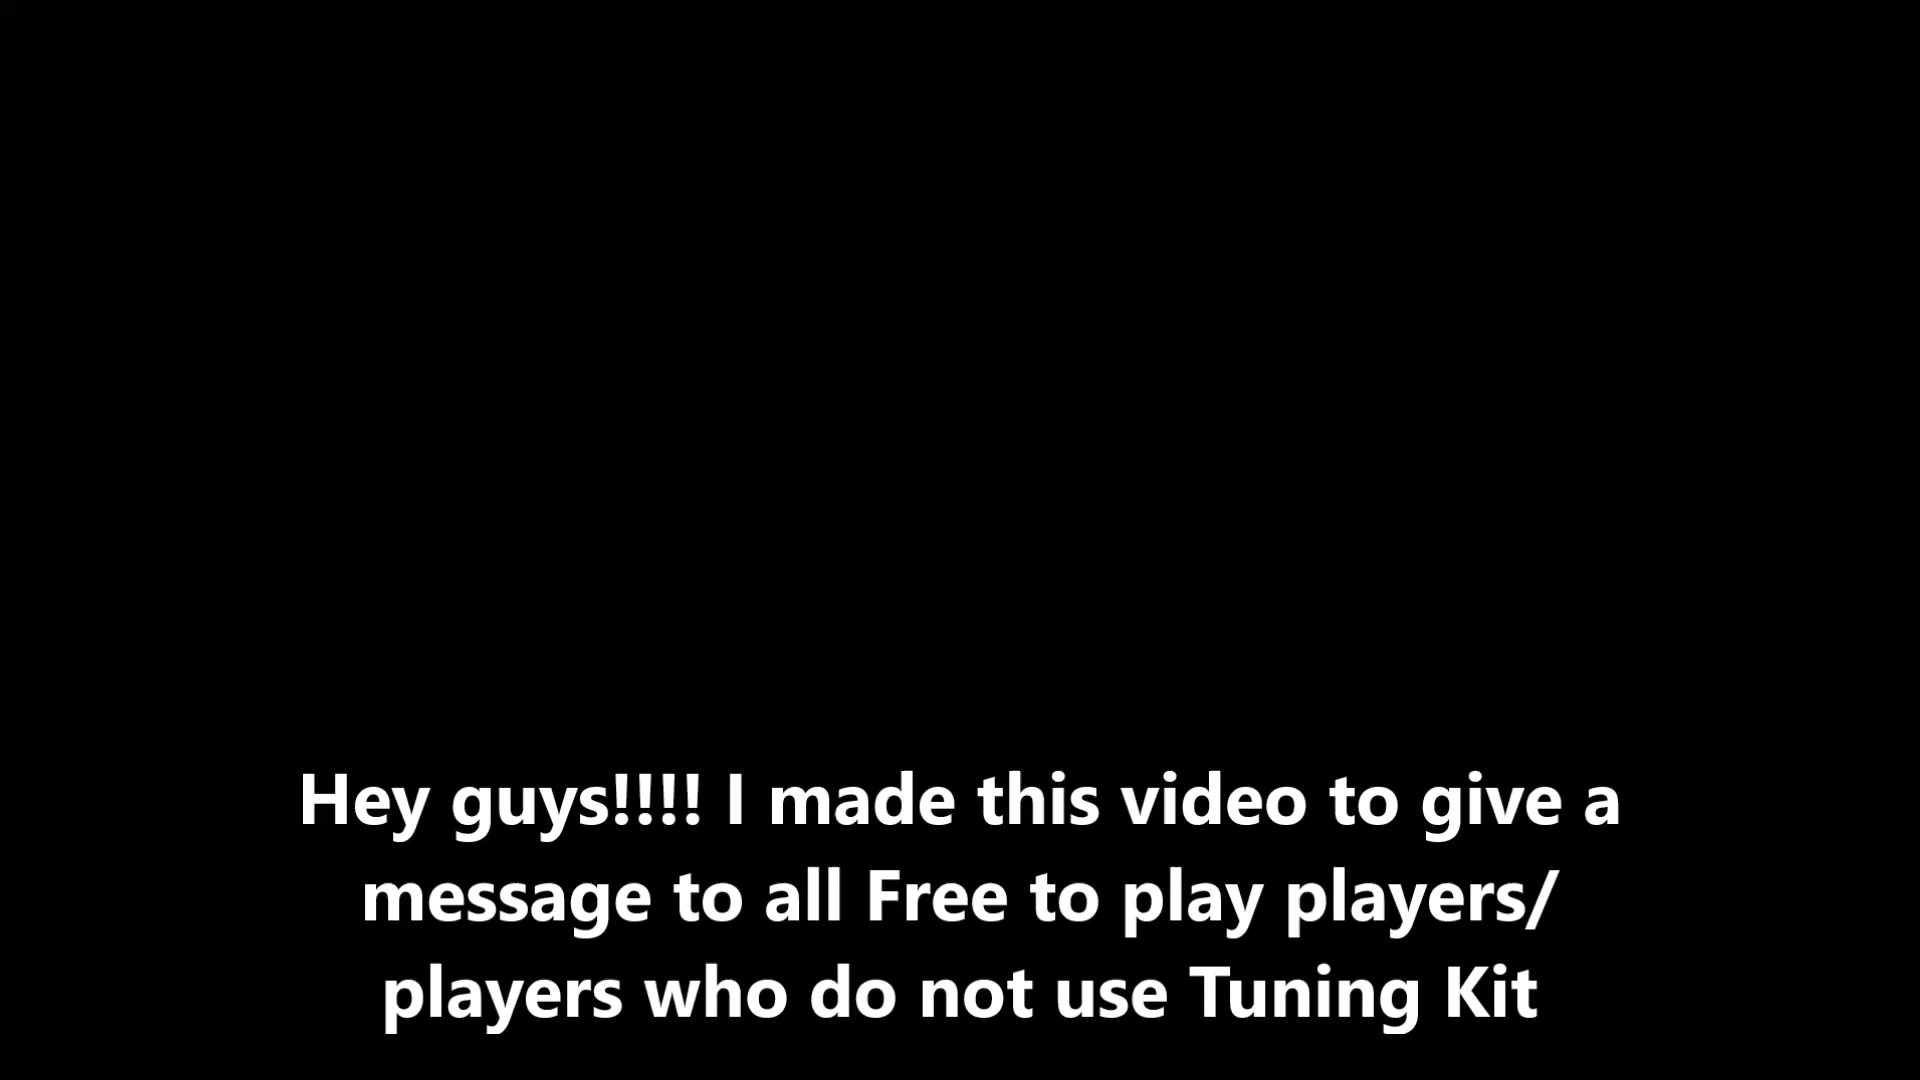 Hey guys!!!! I made this video to give a
message to all Free to play players/
players who do not use Tuning Kit